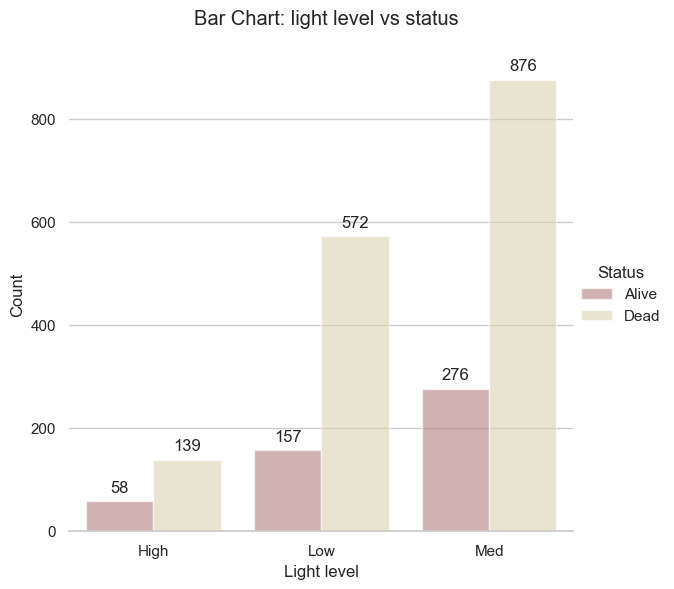 Bar Chart: light level vs status
876
800
600
572
Status
Alive
Dead
Count
400
276
200
157
139
58
0
High
Low
Med
Light level